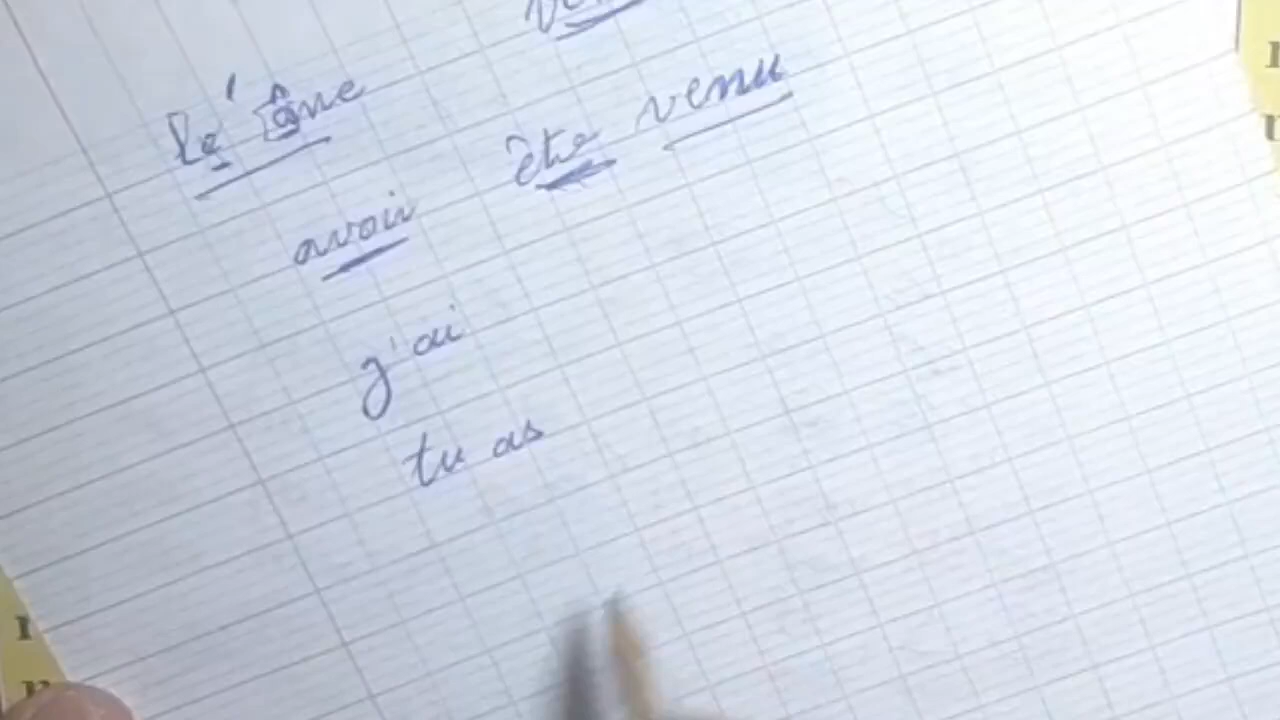 le' âne
être venu
avoir
j'ai
tu as